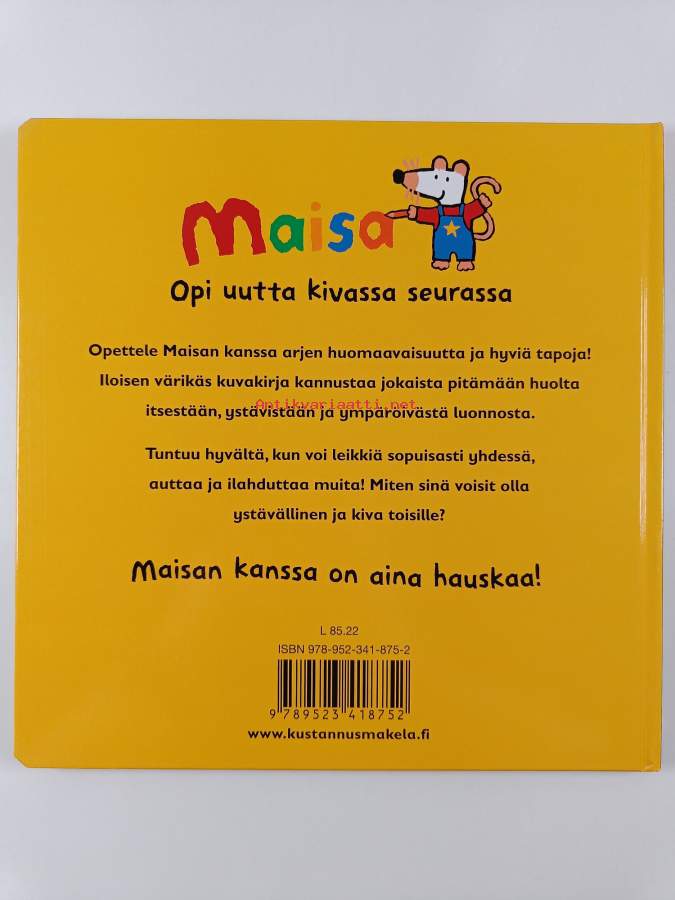 Maisa
Opi uutta kivassa seurassa
Opettele Maisan kanssa arjen huomaavaisuutta ja hyviä tapoja!
Iloisen värikäs kuvakirja kannustaa jokaista pitämään huolta
Antikvariaatti.net
itsestään, ystävistään ja ympäröivästä luonnosta.
Tuntuu hyvältä, kun voi leikkiä sopuisasti yhdessä,
auttaa ja ilahduttaa muita! Miten sinä voisit olla
ystävällinen ja kiva toisille?
Maisan kanssa on aina hauskaa!
L 85.22
ISBN 978-952-341-875-2
9 789523 418752
www.kustannusmakela.fi